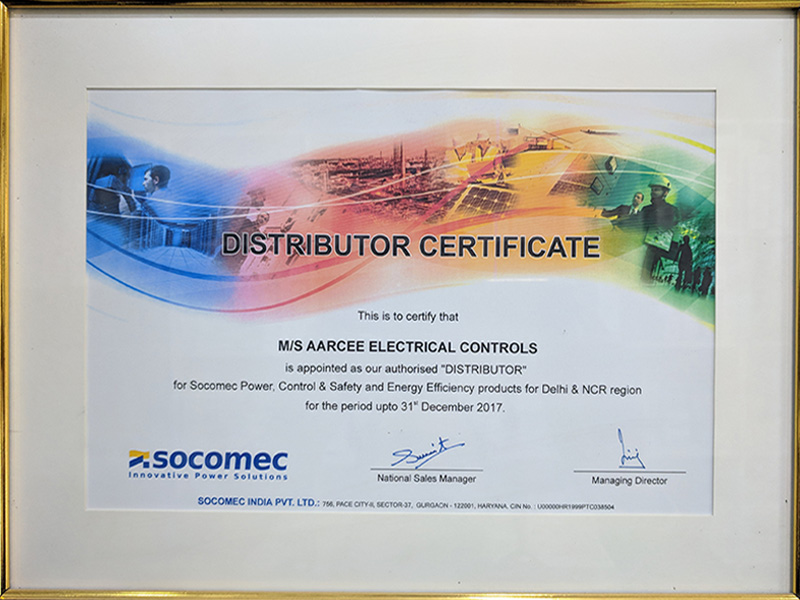 DISTRIBUTOR CERTIFICATE
This is to certify that
M/S AARCEE ELECTRICAL CONTROLS
is appointed as our authorised "DISTRIBUTOR"
for Socomec Power, Control & Safety and Energy Efficiency products for Delhi & NCR region
for the period upto 31st December 2017.
socomec
Innovative Power Solutions
National Sales Manager
Managing Director
SOCOMEC INDIA PVT. LTD.: 756, PACE CITY-II, SECTOR-37, GURGAON - 122001, HARYANA, CIN No. : U00000HR1999PTC038504